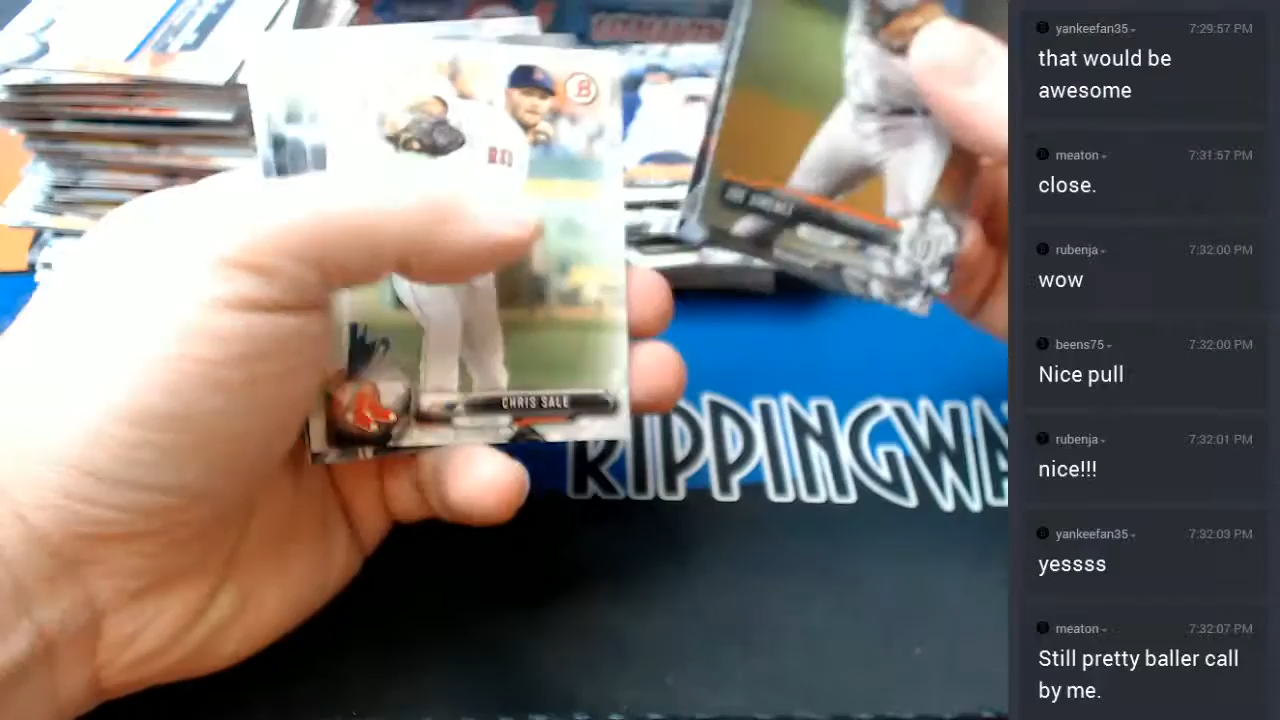 B
RED
CHRIS SALE
RIPPINGWA
yankeefan35 7:29:57 PM
that would be
awesome
meaton 7:31:57 PM
close.
rubenja 7:32:00 PM
wow
beens75 7:32:00 PM
Nice pull
rubenja 7:32:01 PM
nice!!!
yankeefan35 7:32:03 PM
yessss
meaton 7:32:07 PM
Still pretty baller call
by me.